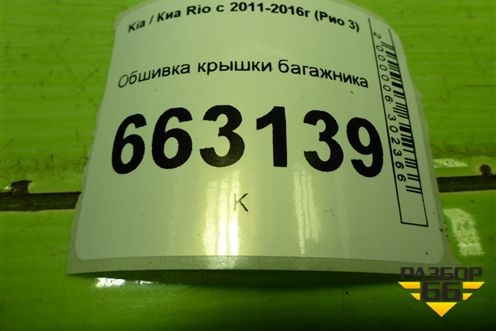 Kia / Киа Rio с 2011-2016г (Рио 3)
Обшивка крышки багажника
663139
К
2000006302366
РАЗБОР
66